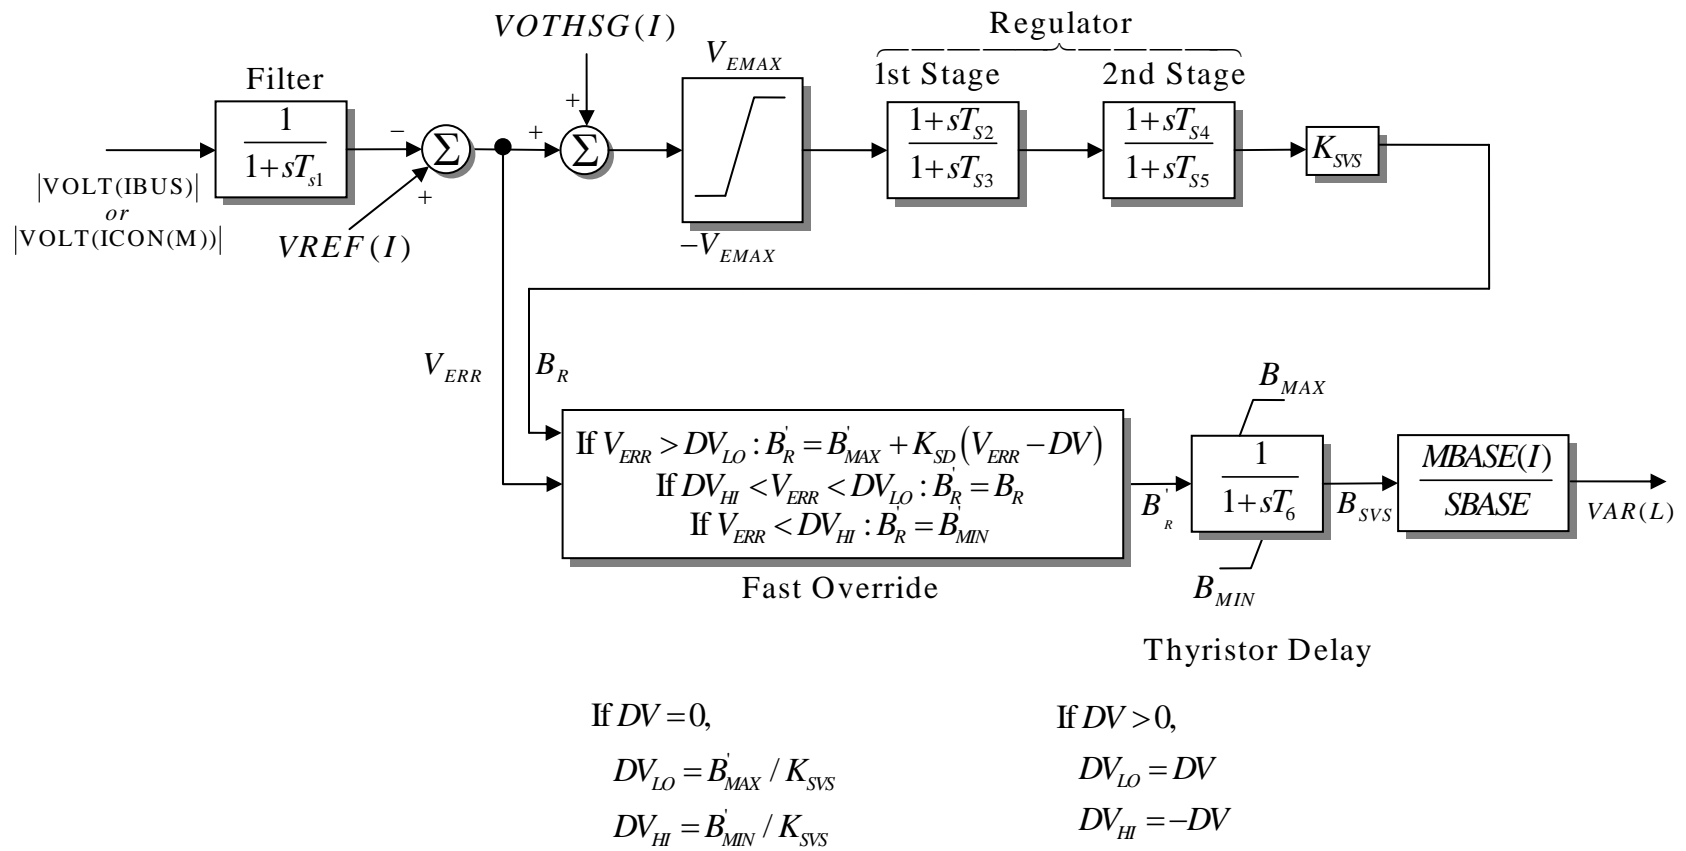 VOTHSG(I)
Regulator
Filter
V_EMAX
1st Stage
2nd Stage
1
1+sT_s1
−
Σ
+
+
+
Σ
1+sT_S2
1+sT_S3
1+sT_S4
1+sT_S5
K_SVS
|VOLT(IBUS)|
or
|VOLT(ICON(M))|
VREF(I)
−V_EMAX
V_ERR
B_R
B_MAX
If V_ERR > DV_LO : B'_R = B'_MAX + K_SD(V_ERR − DV)
If DV_HI < V_ERR < DV_LO : B'_R = B_R
If V_ERR < DV_HI : B'_R = B'_MIN
B'_R
1
1+sT_6
B_SVS
MBASE(I)
SBASE
VAR(L)
Fast Override
B_MIN
Thyristor Delay
If DV = 0,
DV_LO = B'_MAX / K_SVS
DV_HI = B'_MIN / K_SVS
If DV > 0,
DV_LO = DV
DV_HI = −DV